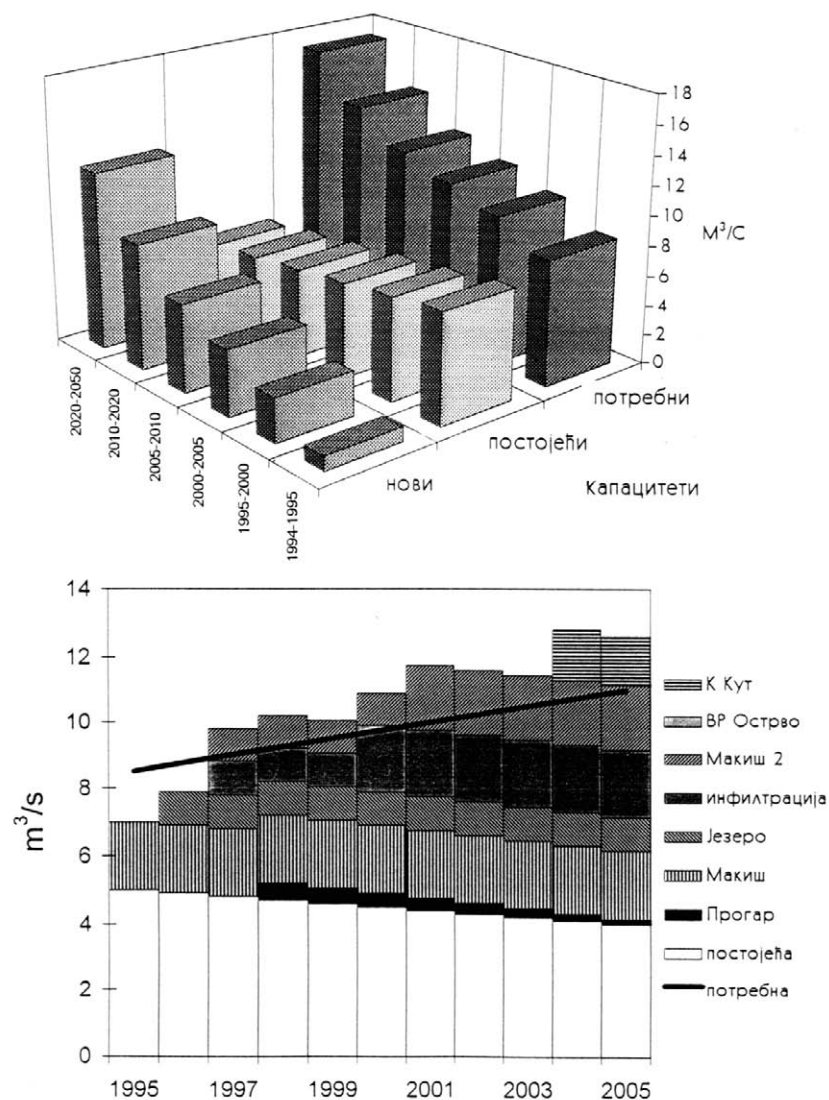 18
16
14
12
10
8
6
4
2
0
M³/C
2020-2050
2010-2020
2005-2010
2000-2005
1995-2000
1994-1995
потребни
постојећи
нови
Капацитети
14
12
10
8
6
4
2
0
m³/s
1995
1997
1999
2001
2003
2005
К Кут
ВР Острво
Макиш 2
инфилтрација
Језеро
Макиш
Прогар
постојећа
потребна